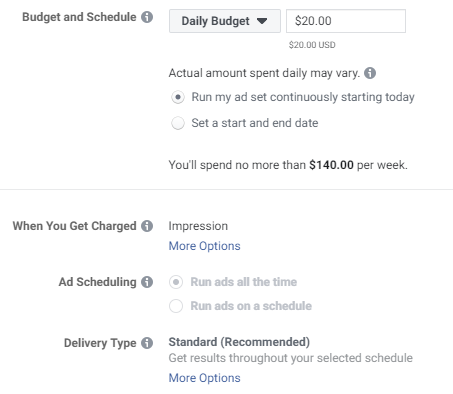 Budget and Schedule
Daily Budget
$20.00
$20.00 USD
Actual amount spent daily may vary.
Run my ad set continuously starting today
Set a start and end date
You'll spend no more than $140.00 per week.
When You Get Charged
Impression
More Options
Ad Scheduling
Run ads all the time
Run ads on a schedule
Delivery Type
Standard (Recommended)
Get results throughout your selected schedule
More Options